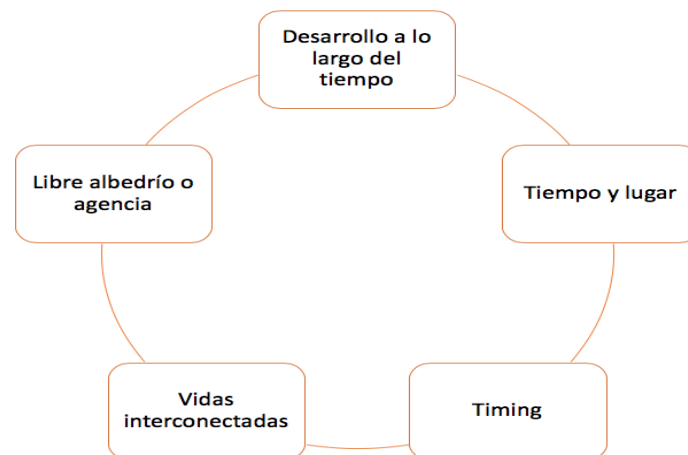 Desarrollo a lo
largo del
tiempo
Tiempo y lugar
Timing
Vidas
interconectadas
Libre albedrío o
agencia